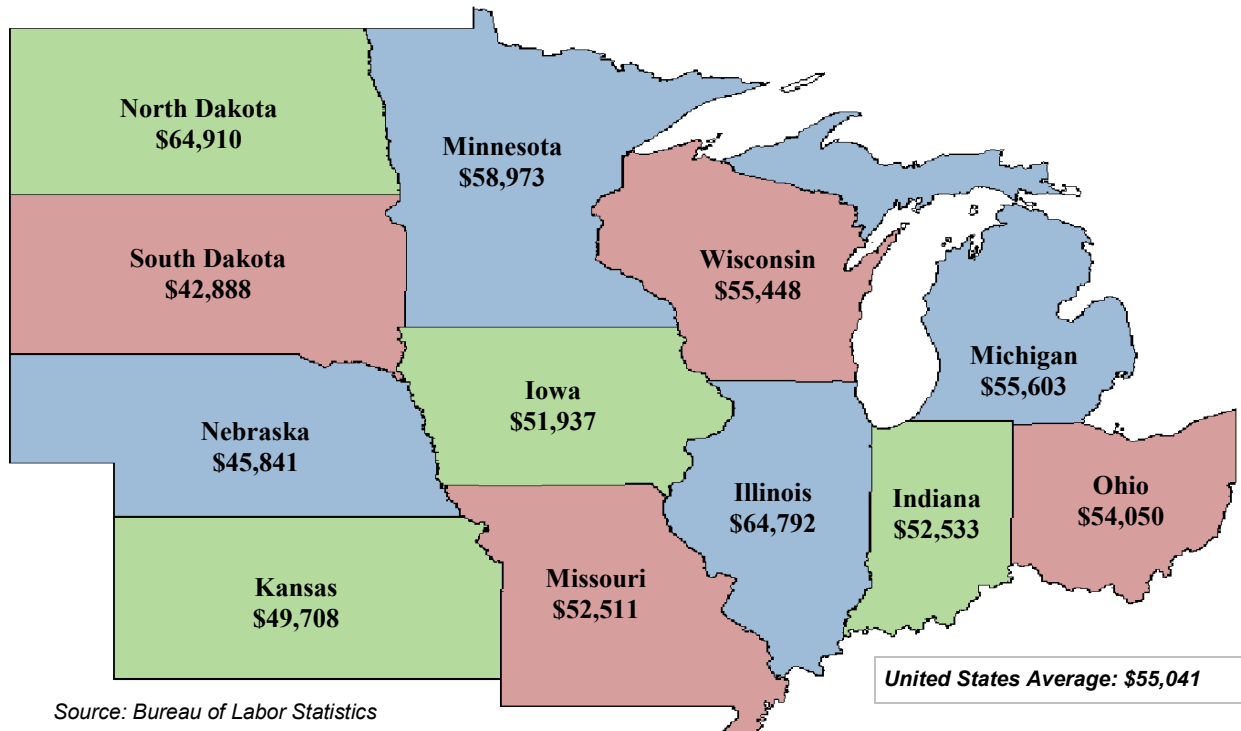 North Dakota
$64,910
Minnesota
$58,973
South Dakota
$42,888
Wisconsin
$55,448
Michigan
$55,603
Iowa
$51,937
Nebraska
$45,841
Illinois
$64,792
Indiana
$52,533
Ohio
$54,050
Kansas
$49,708
Missouri
$52,511
United States Average: $55,041
Source: Bureau of Labor Statistics